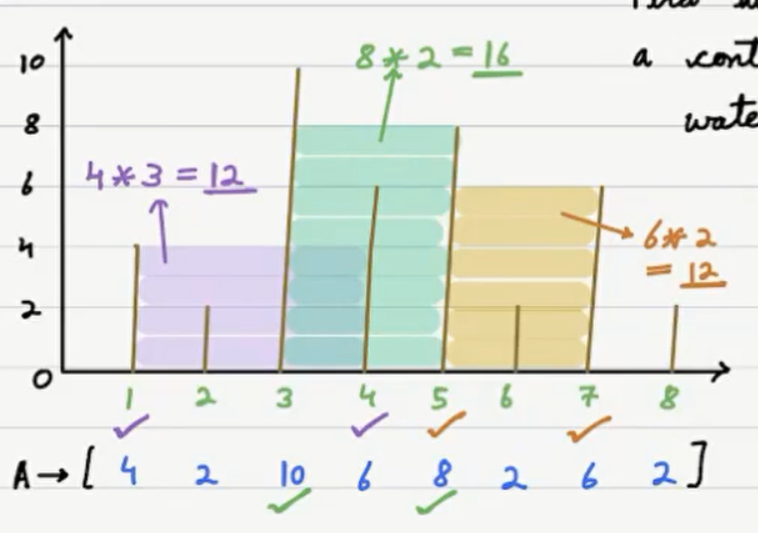 a cont
wate
8 * 2 = 16
4 * 3 = 12
6 * 2
= 12
10
8
6
4
2
0
1 2 3 4 5 6 7 8
A → [ 4 2 10 6 8 2 6 2 ]